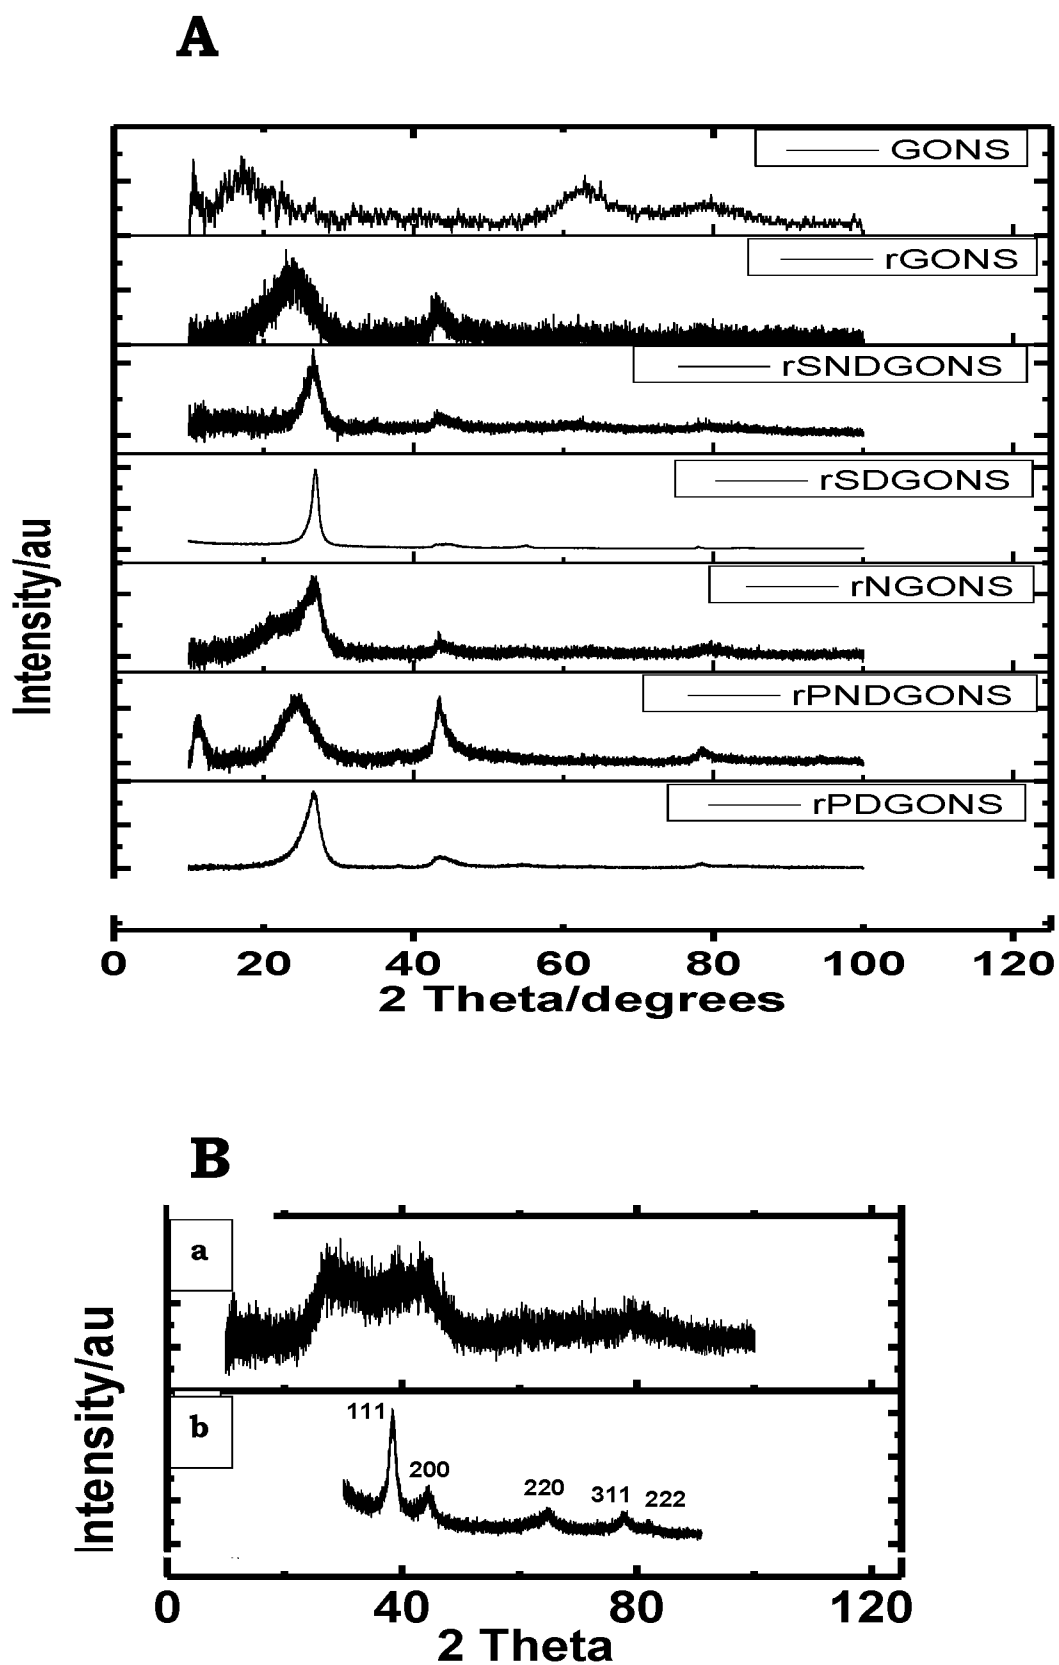 A
GONS
rGONS
rSNDGONS
rSDGONS
rNGONS
rPNDGONS
rPDGONS
Intensity/au
0 20 40 60 80 100 120
2 Theta/degrees
B
a
b
111
200
220
311
222
Intensity/au
0 40 80 120
2 Theta